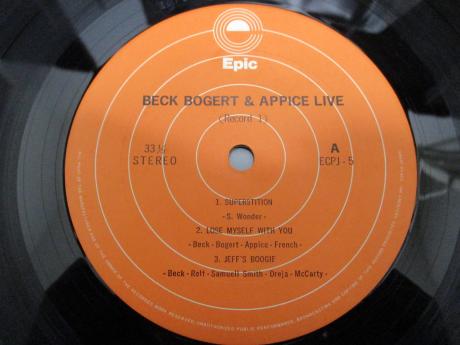 Epic
BECK BOGERT & APPICE LIVE
(Record 1)
33⅓ A
STEREO ECPJ-5
1. SUPERSTITION
-S. Wonder-
2. LOSE MYSELF WITH YOU
-Beck-Bogert-Appice-French-
3. JEFF'S BOOGIE
-Beck-Relf-Samuell Smith-Dreja-McCarty-